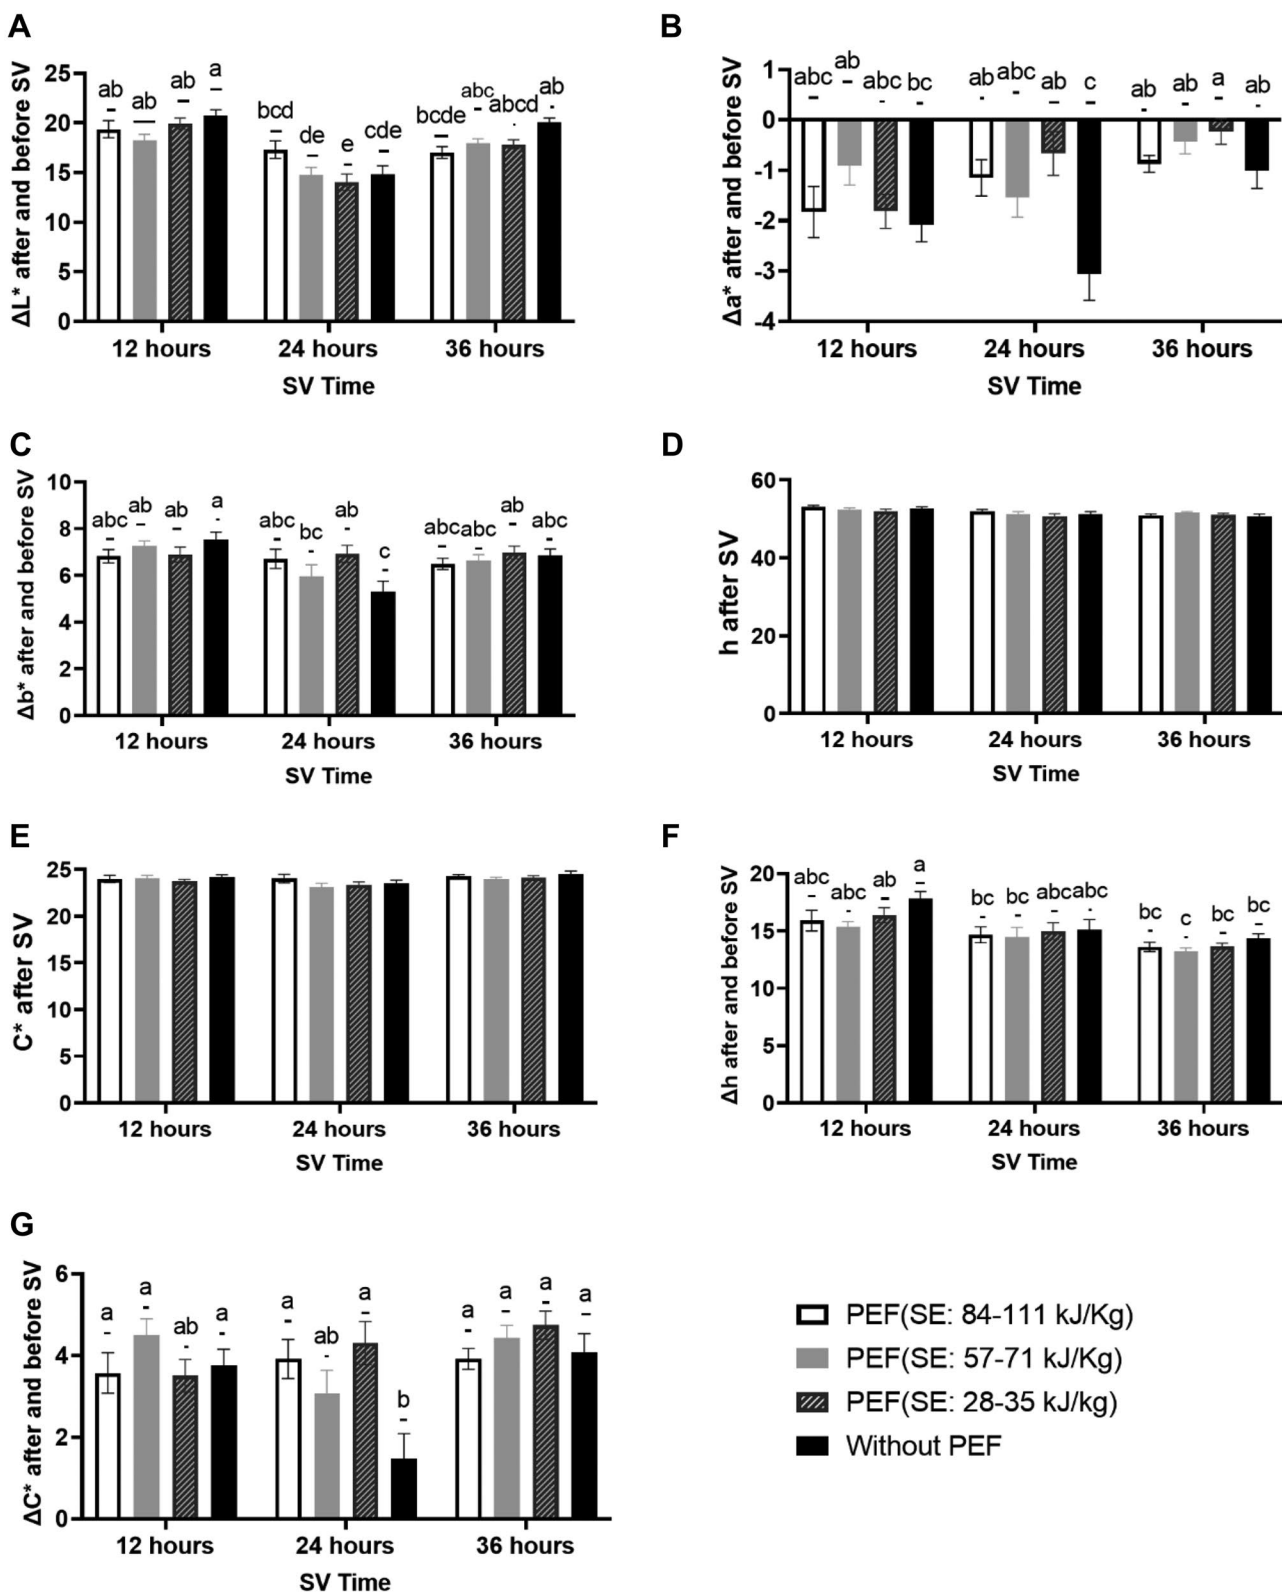 A
ΔL* after and before SV
25
20
15
10
5
0
ab
ab
ab
a
bcd
de
e
cde
bcde
abc
abcd
ab
12 hours
24 hours
36 hours
SV Time
B
Δa* after and before SV
1
0
-1
-2
-3
-4
abc
ab
abc
bc
ab
abc
ab
c
ab
ab
a
ab
12 hours
24 hours
36 hours
SV Time
C
Δb* after and before SV
10
8
6
4
2
0
abc
ab
ab
a
abc
bc
ab
c
abc
abc
ab
abc
12 hours
24 hours
36 hours
SV Time
D
h after SV
60
40
20
0
12 hours
24 hours
36 hours
SV Time
E
C* after SV
25
20
15
10
5
0
12 hours
24 hours
36 hours
SV Time
F
Δh after and before SV
20
15
10
5
0
abc
abc
ab
a
bc
bc
abc
abc
bc
c
bc
bc
12 hours
24 hours
36 hours
SV Time
G
ΔC* after and before SV
6
4
2
0
a
a
ab
a
a
ab
a
b
a
a
a
a
12 hours
24 hours
36 hours
SV Time
PEF(SE: 84-111 kJ/Kg)
PEF(SE: 57-71 kJ/Kg)
PEF(SE: 28-35 kJ/kg)
Without PEF